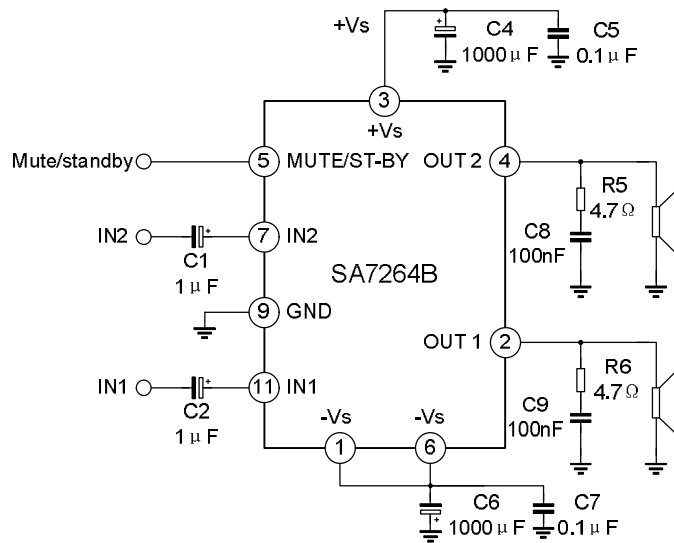 +Vs
C4
1000μF
C5
0.1μF
3
+Vs
Mute/standby
5
MUTE/ST-BY
OUT 2
4
R5
4.7Ω
C8
100nF
IN2
C1
1μF
7
IN2
SA7264B
9
GND
OUT 1
2
R6
4.7Ω
C9
100nF
IN1
C2
1μF
11
IN1
-Vs
-Vs
1
6
C6
1000μF
C7
0.1μF
+
+
+
+